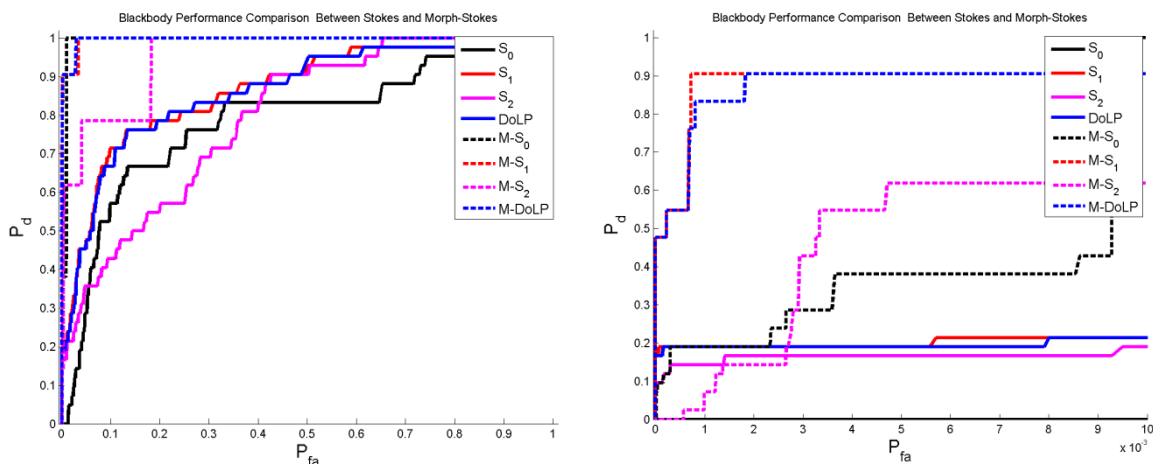 Blackbody Performance Comparison Between Stokes and Morph-Stokes
1
0.9
0.8
0.7
0.6
0.5
0.4
0.3
0.2
0.1
0
P_d
0 0.1 0.2 0.3 0.4 0.5 0.6 0.7 0.8 0.9 1
P_fa
S_0
S_1
S_2
DoLP
M-S_0
M-S_1
M-S_2
M-DoLP
Blackbody Performance Comparison Between Stokes and Morph-Stokes
1
0.9
0.8
0.7
0.6
0.5
0.4
0.3
0.2
0.1
0
P_d
0 1 2 3 4 5 6 7 8 9 10
x 10^-3
P_fa
S_0
S_1
S_2
DoLP
M-S_0
M-S_1
M-S_2
M-DoLP